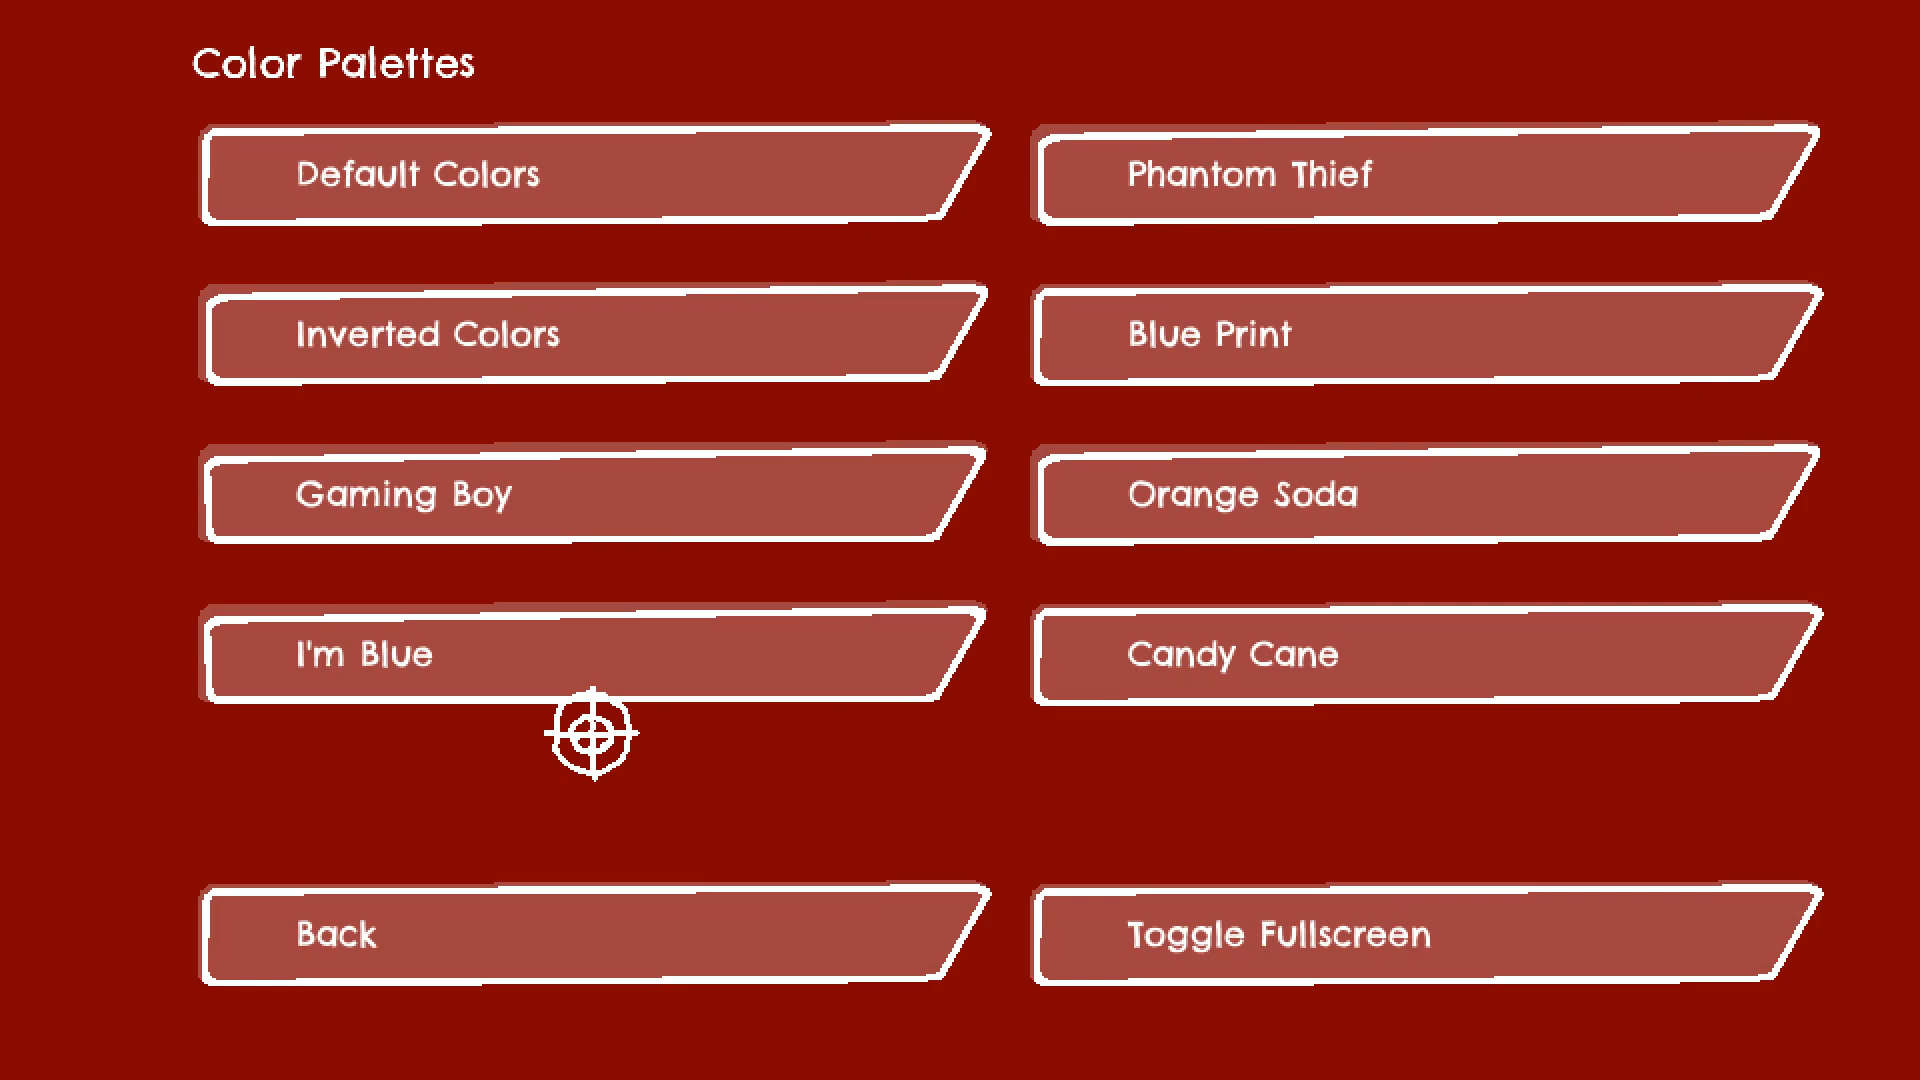 Color Palettes
Default Colors
Phantom Thief
Inverted Colors
Blue Print
Gaming Boy
Orange Soda
I'm Blue
Candy Cane
Back
Toggle Fullscreen